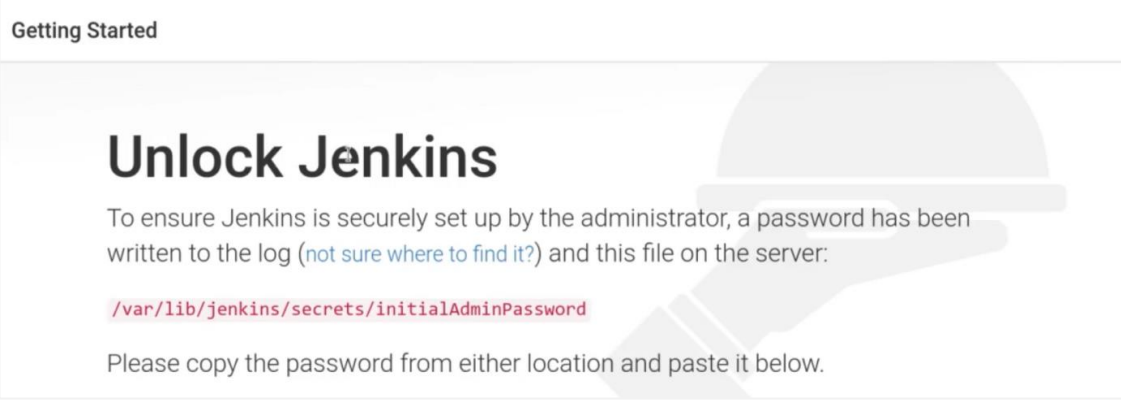 Getting Started
Unlock Jenkins
To ensure Jenkins is securely set up by the administrator, a password has been
written to the log (not sure where to find it?) and this file on the server:
/var/lib/jenkins/secrets/initialAdminPassword
Please copy the password from either location and paste it below.